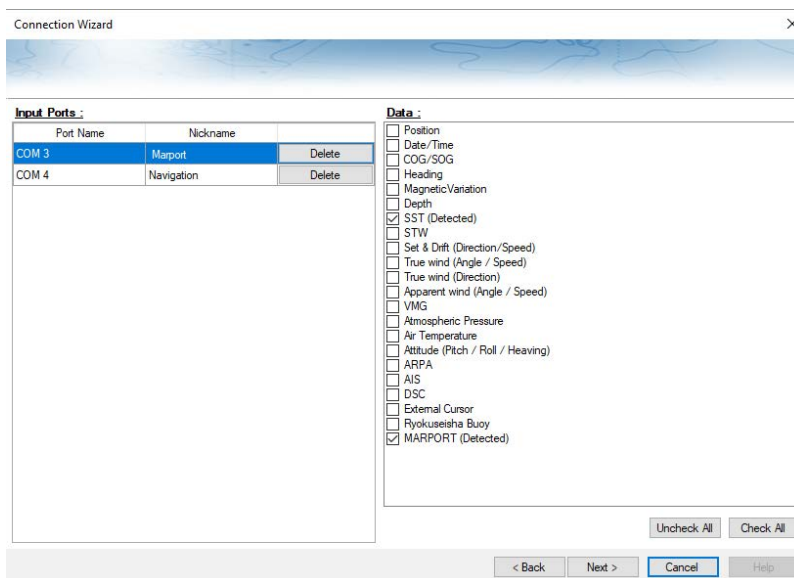 Connection Wizard
Input Ports :
Port Name Nickname
COM 3 Marport Delete
COM 4 Navigation Delete
Data :
Position
Date/Time
COG/SOG
Heading
MagneticVariation
Depth
SST (Detected)
STW
Set & Drift (Direction/Speed)
True wind (Angle / Speed)
True wind (Direction)
Apparent wind (Angle / Speed)
VMG
Atmospheric Pressure
Air Temperature
Attitude (Pitch / Roll / Heaving)
ARPA
AIS
DSC
External Cursor
Ryokuseisha Buoy
MARPORT (Detected)
Uncheck All Check All
< Back Next > Cancel Help